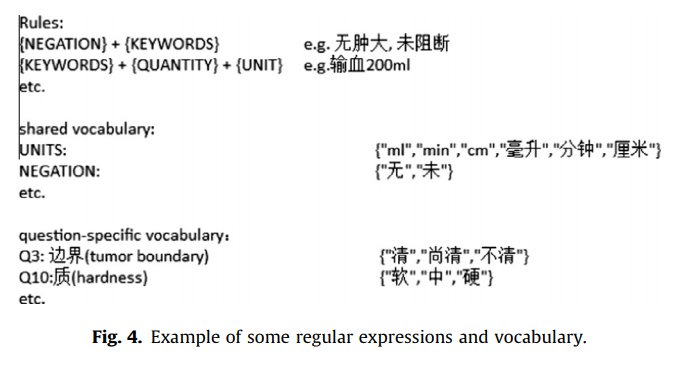 Rules:
{NEGATION} + {KEYWORDS} e.g. 无肿大, 未阻断
{KEYWORDS} + {QUANTITY} + {UNIT} e.g.输血200ml
etc.
shared vocabulary:
UNITS: {"ml","min","cm","毫升","分钟","厘米"}
NEGATION: {"无","未"}
etc.
question-specific vocabulary：
Q3: 边界(tumor boundary) {"清","尚清","不清"}
Q10:质(hardness) {"软","中","硬"}
etc.
Fig. 4. Example of some regular expressions and vocabulary.